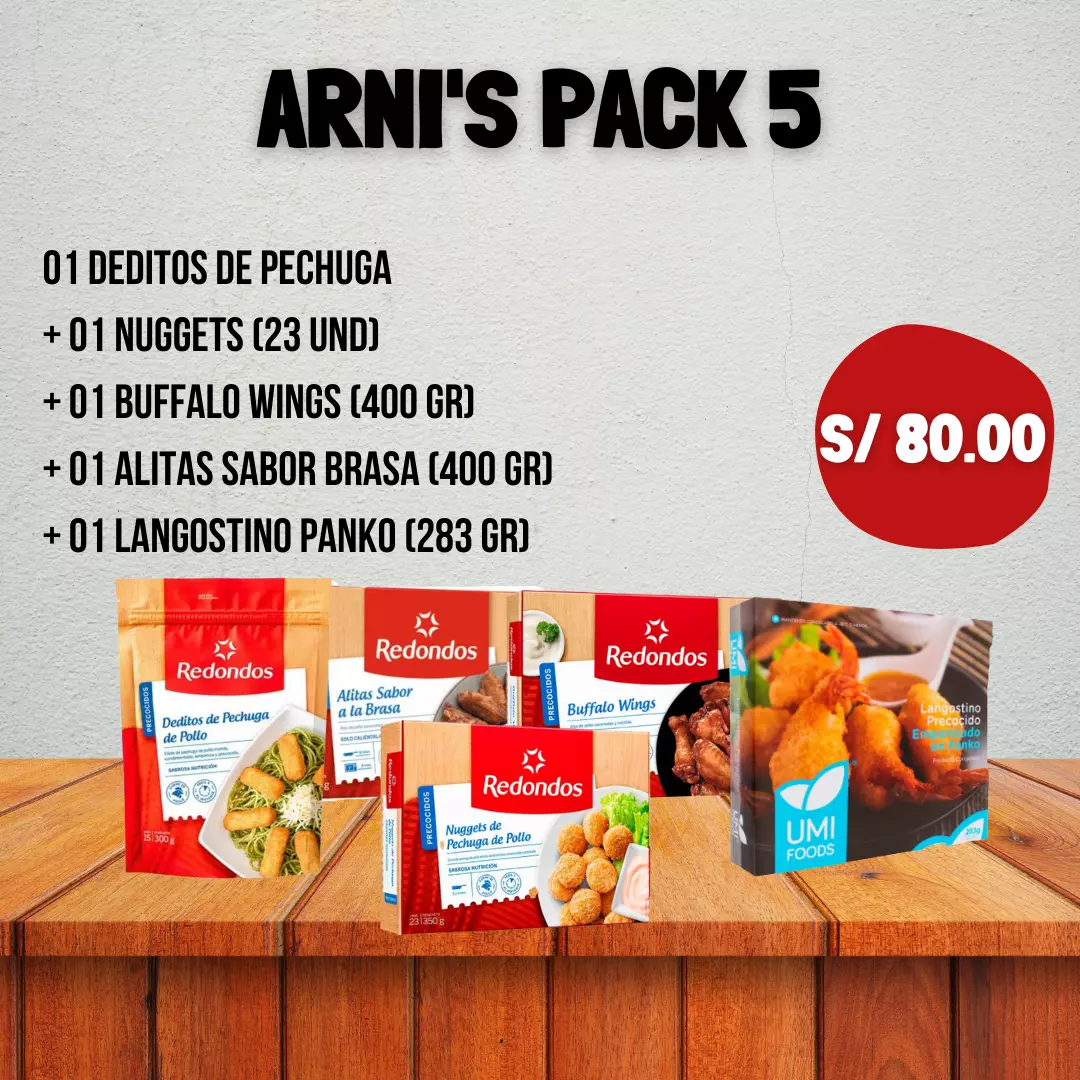 ARNI'S PACK 5
01 DEDITOS DE PECHUGA
+ 01 NUGGETS (23 UND)
+ 01 BUFFALO WINGS (400 GR)
+ 01 ALITAS SABOR BRASA (400 GR)
+ 01 LANGOSTINO PANKO (283 GR)
S/ 80.00
Redondos
PRECOCIDOS
Deditos de Pechuga
de Pollo
SABROSA NUTRICIÓN
15 300 g
Redondos
Alitas Sabor
a la Brasa
Redondos
PRECOCIDOS
Buffalo Wings
Redondos
PRECOCIDOS
Nuggets de
Pechuga de Pollo
SABROSA NUTRICIÓN
23 350 g
UMI
Langostino
Precocido
Empanizado
en Panko
UMI
FOODS
283g